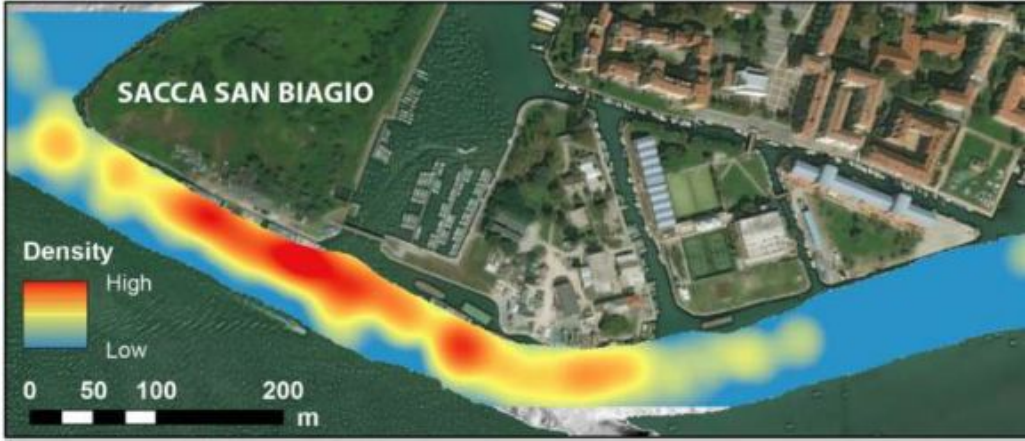 SACCA SAN BIAGIO
Density
High
Low
0 50 100 200
m